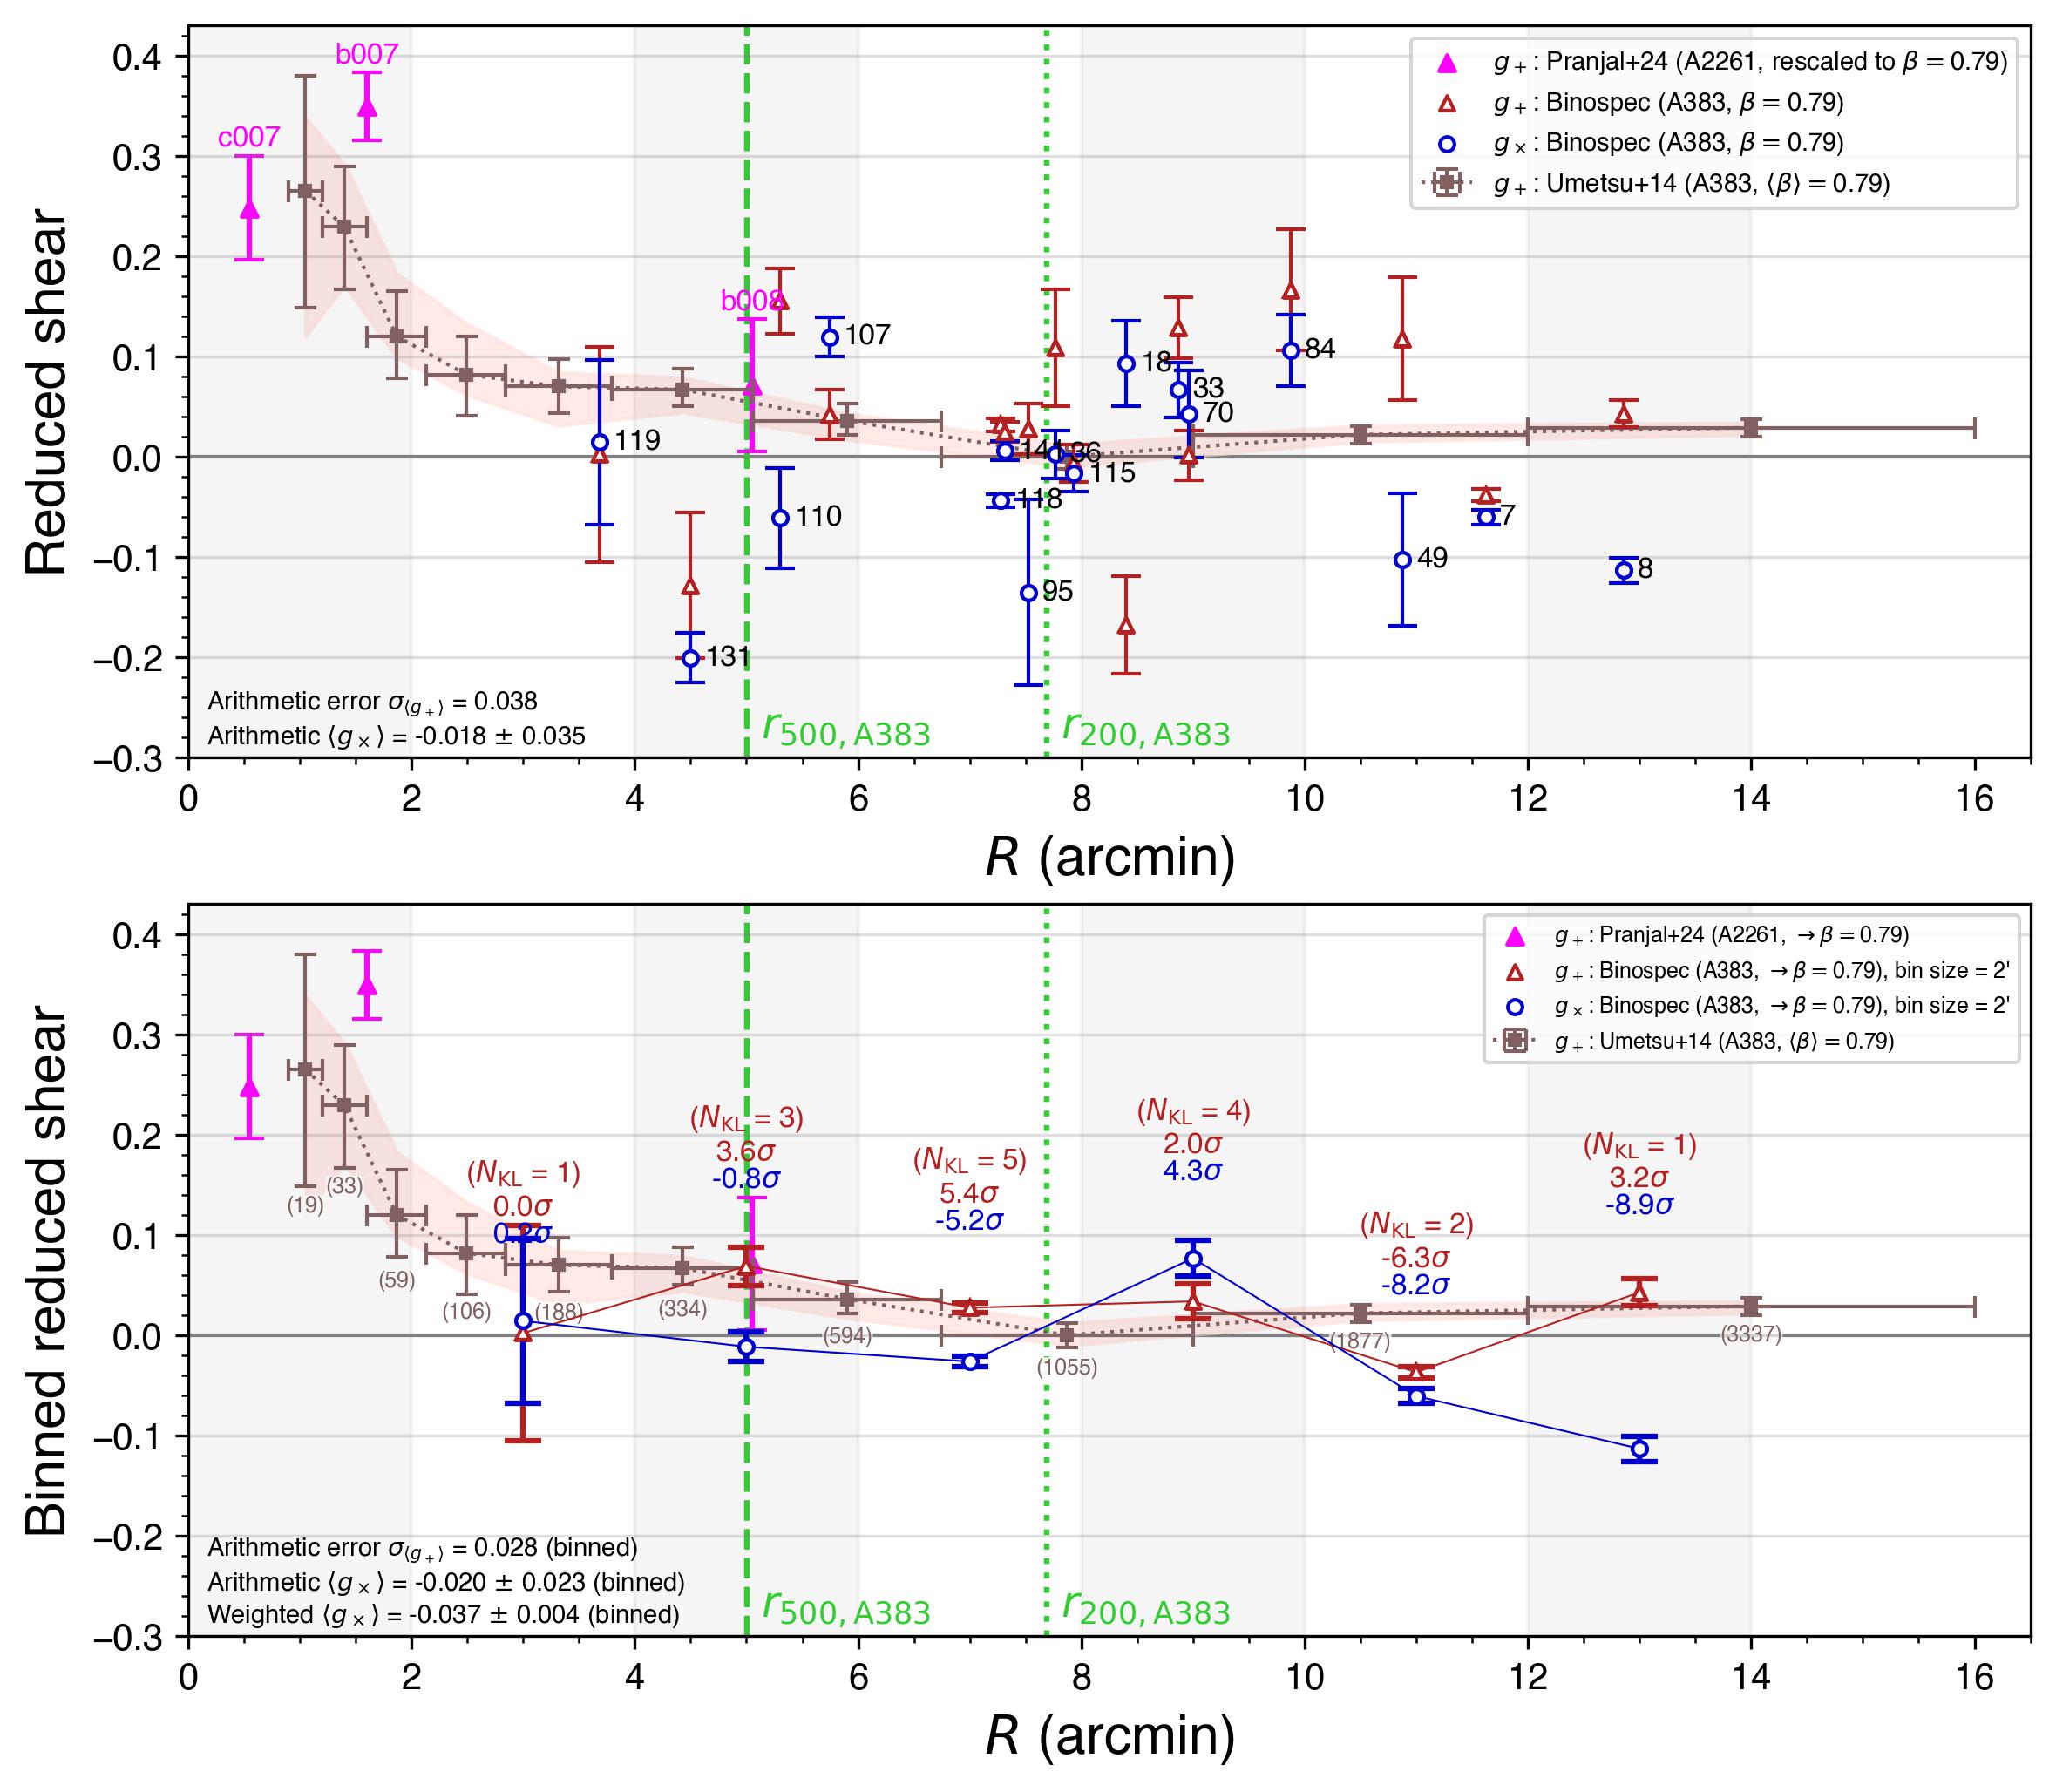 Reduced shear
0.4
0.3
0.2
0.1
0.0
−0.1
−0.2
−0.3
c007
b007
b008
g₊ : Pranjal+24 (A2261, rescaled to β = 0.79)
g₊ : Binospec (A383, β = 0.79)
g× : Binospec (A383, β = 0.79)
g₊ : Umetsu+14 (A383, ⟨β⟩ = 0.79)
119
131
110
107
118
141
95
86
115
18
33
70
84
49
7
8
Arithmetic error σ⟨g₊⟩ = 0.038
Arithmetic ⟨g×⟩ = -0.018 ± 0.035
r500, A383
r200, A383
0 2 4 6 8 10 12 14 16
R (arcmin)
Binned reduced shear
0.4
0.3
0.2
0.1
0.0
−0.1
−0.2
−0.3
g₊ : Pranjal+24 (A2261, → β = 0.79)
g₊ : Binospec (A383, → β = 0.79), bin size = 2'
g× : Binospec (A383, → β = 0.79), bin size = 2'
g₊ : Umetsu+14 (A383, ⟨β⟩ = 0.79)
(N_KL = 1)
0.0σ
(N_KL = 3)
3.6σ
-0.8σ
(N_KL = 5)
5.4σ
-5.2σ
(N_KL = 4)
2.0σ
4.3σ
(N_KL = 2)
-6.3σ
-8.2σ
(N_KL = 1)
3.2σ
-8.9σ
(19)
(33)
(59)
(106)
(188)
(334)
(594)
(1055)
(1877)
(3337)
Arithmetic error σ⟨g₊⟩ = 0.028 (binned)
Arithmetic ⟨g×⟩ = -0.020 ± 0.023 (binned)
Weighted ⟨g×⟩ = -0.037 ± 0.004 (binned)
r500, A383
r200, A383
0 2 4 6 8 10 12 14 16
R (arcmin)